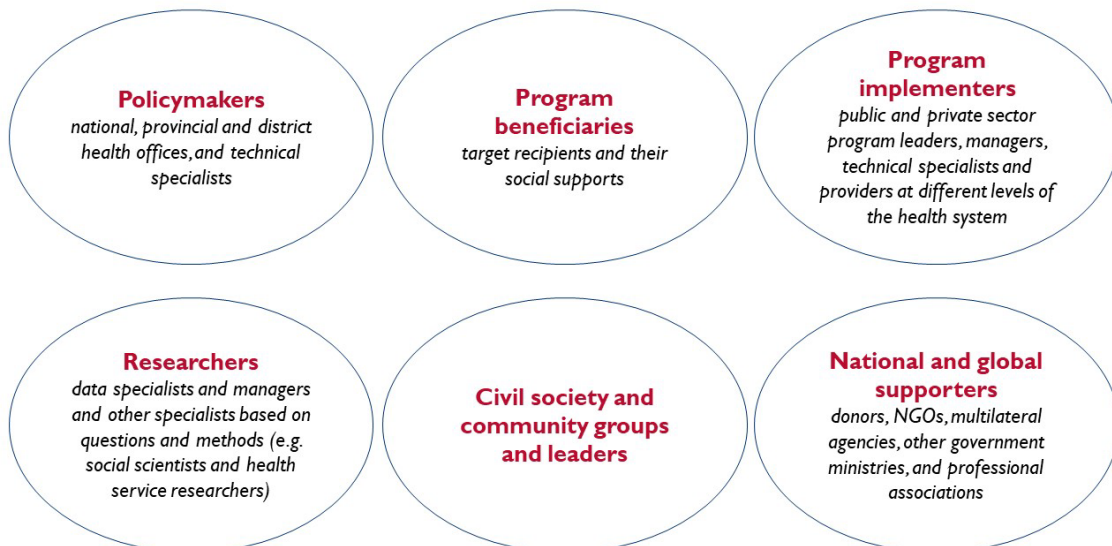 Policymakers
national, provincial and district
health offices, and technical
specialists
Program
beneficiaries
target recipients and their
social supports
Program
implementers
public and private sector
program leaders, managers,
technical specialists and
providers at different levels of
the health system
Researchers
data specialists and managers
and other specialists based on
questions and methods (e.g.
social scientists and health
service researchers)
Civil society and
community groups
and leaders
National and global
supporters
donors, NGOs, multilateral
agencies, other government
ministries, and professional
associations